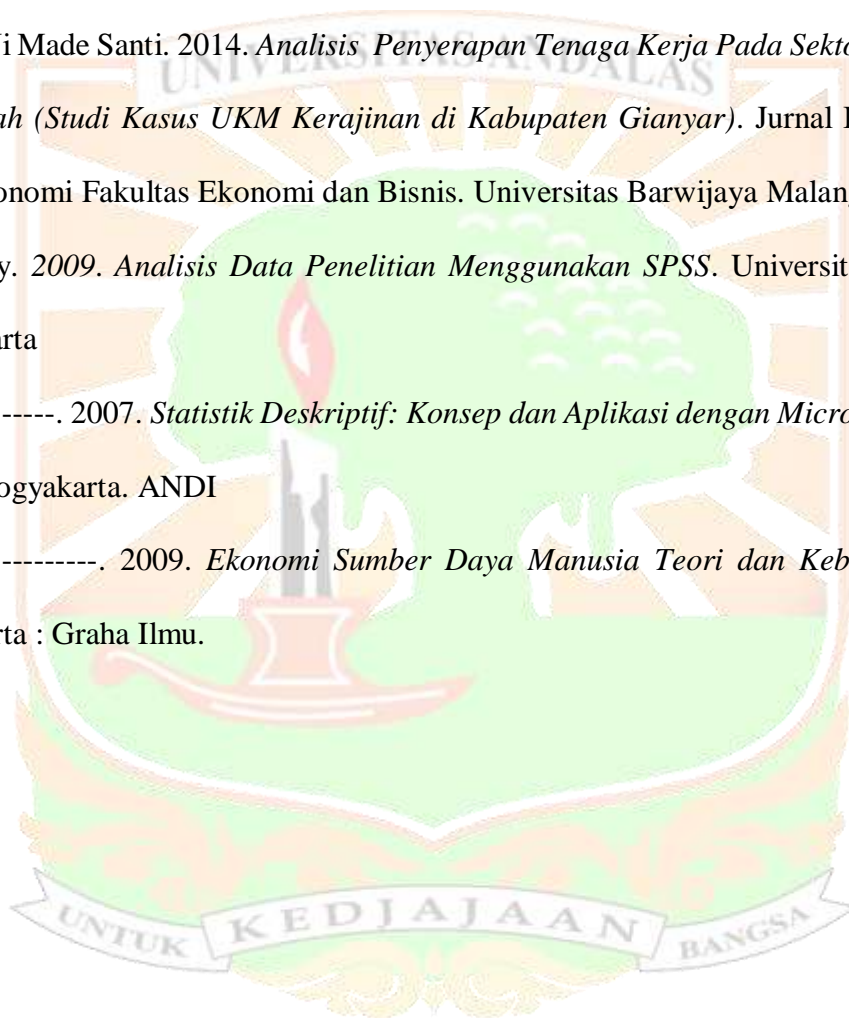 i Made Santi. 2014. Analisis Penyerapan Tenaga Kerja Pada Sekto
UNIVERSITAS ANDALAS
ah (Studi Kasus UKM Kerajinan di Kabupaten Gianyar). Jurnal
onomi Fakultas Ekonomi dan Bisnis. Universitas Barwijaya Malan
y. 2009. Analisis Data Penelitian Menggunakan SPSS. Universit
arta
-----. 2007. Statistik Deskriptif: Konsep dan Aplikasi dengan Micro
ogyakarta. ANDI
---------. 2009. Ekonomi Sumber Daya Manusia Teori dan Keb
rta : Graha Ilmu.
UNTUK KEDJAJAAN BANGSA